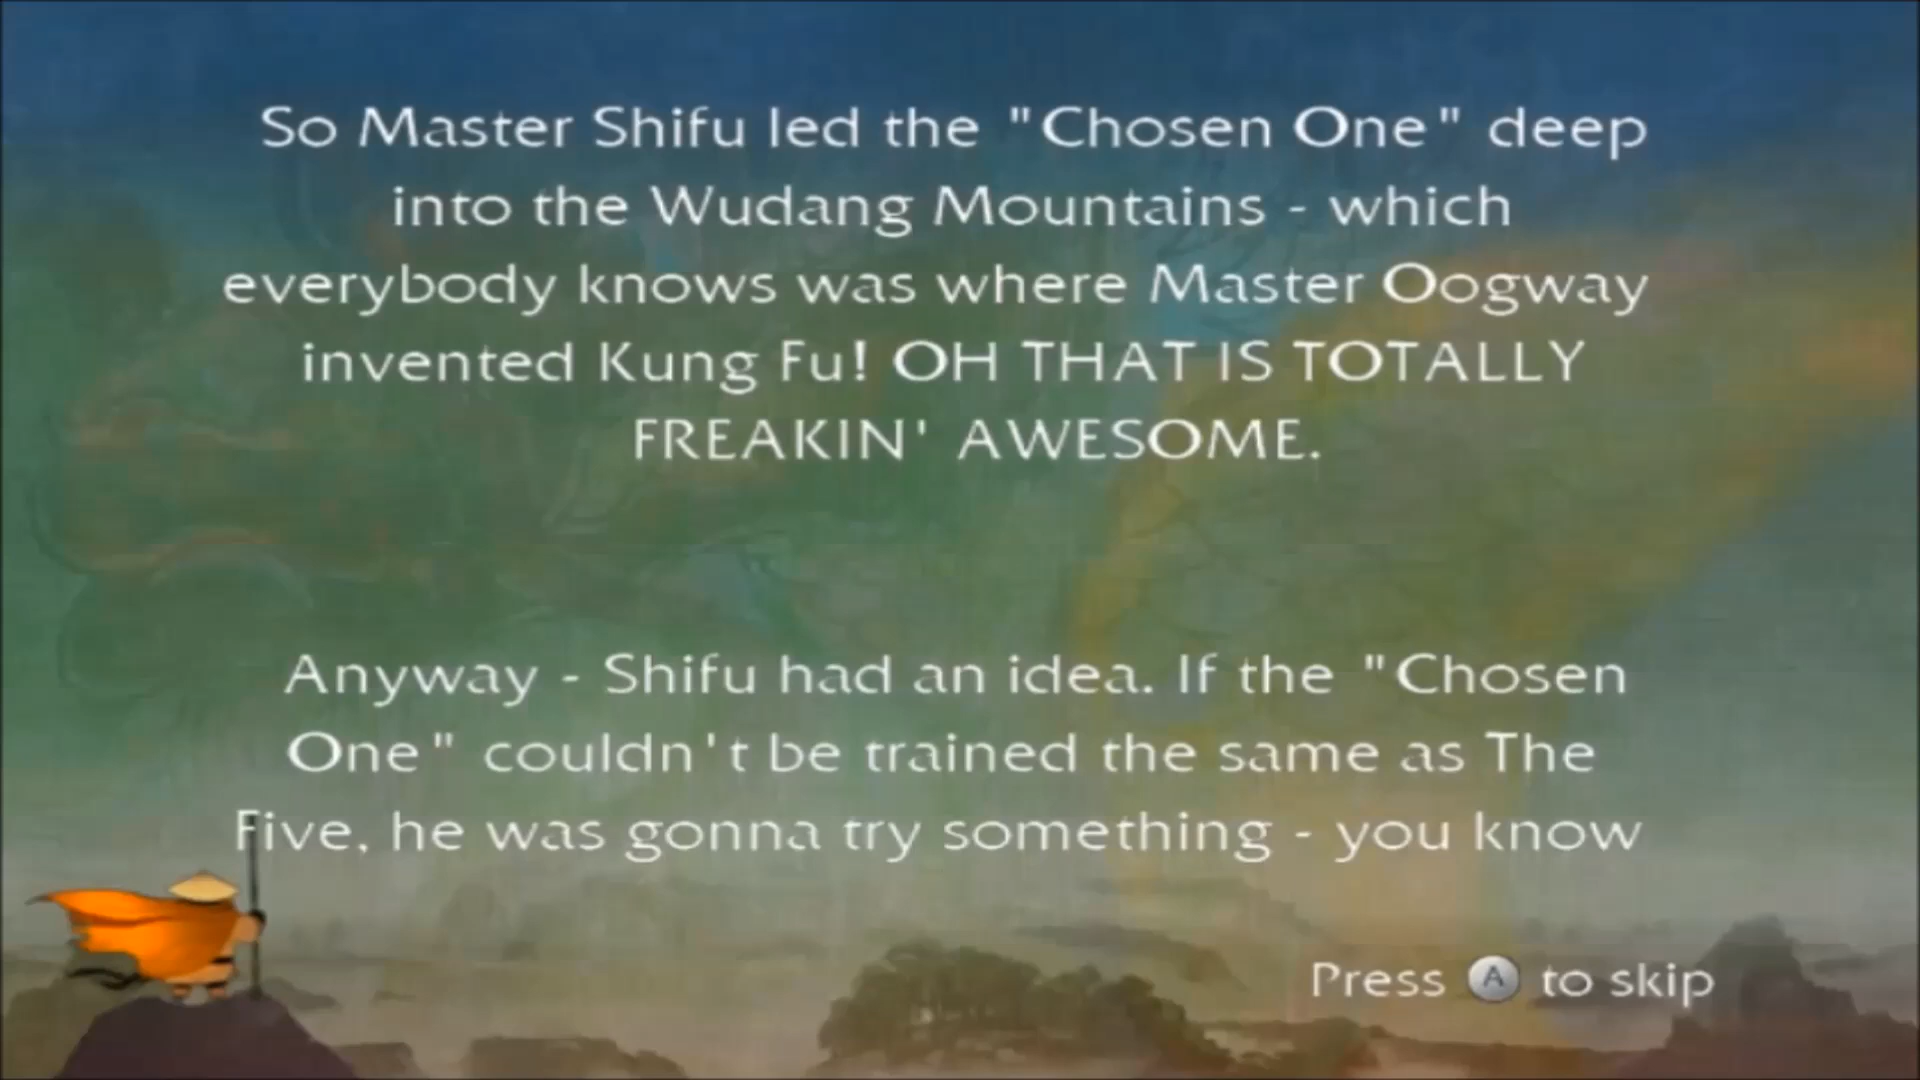 So Master Shifu led the "Chosen One" deep
into the Wudang Mountains - which
everybody knows was where Master Oogway
invented Kung Fu! OH THAT IS TOTALLY
FREAKIN' AWESOME.
Anyway - Shifu had an idea. If the "Chosen
One" couldn't be trained the same as The
Five, he was gonna try something - you know
Press A to skip